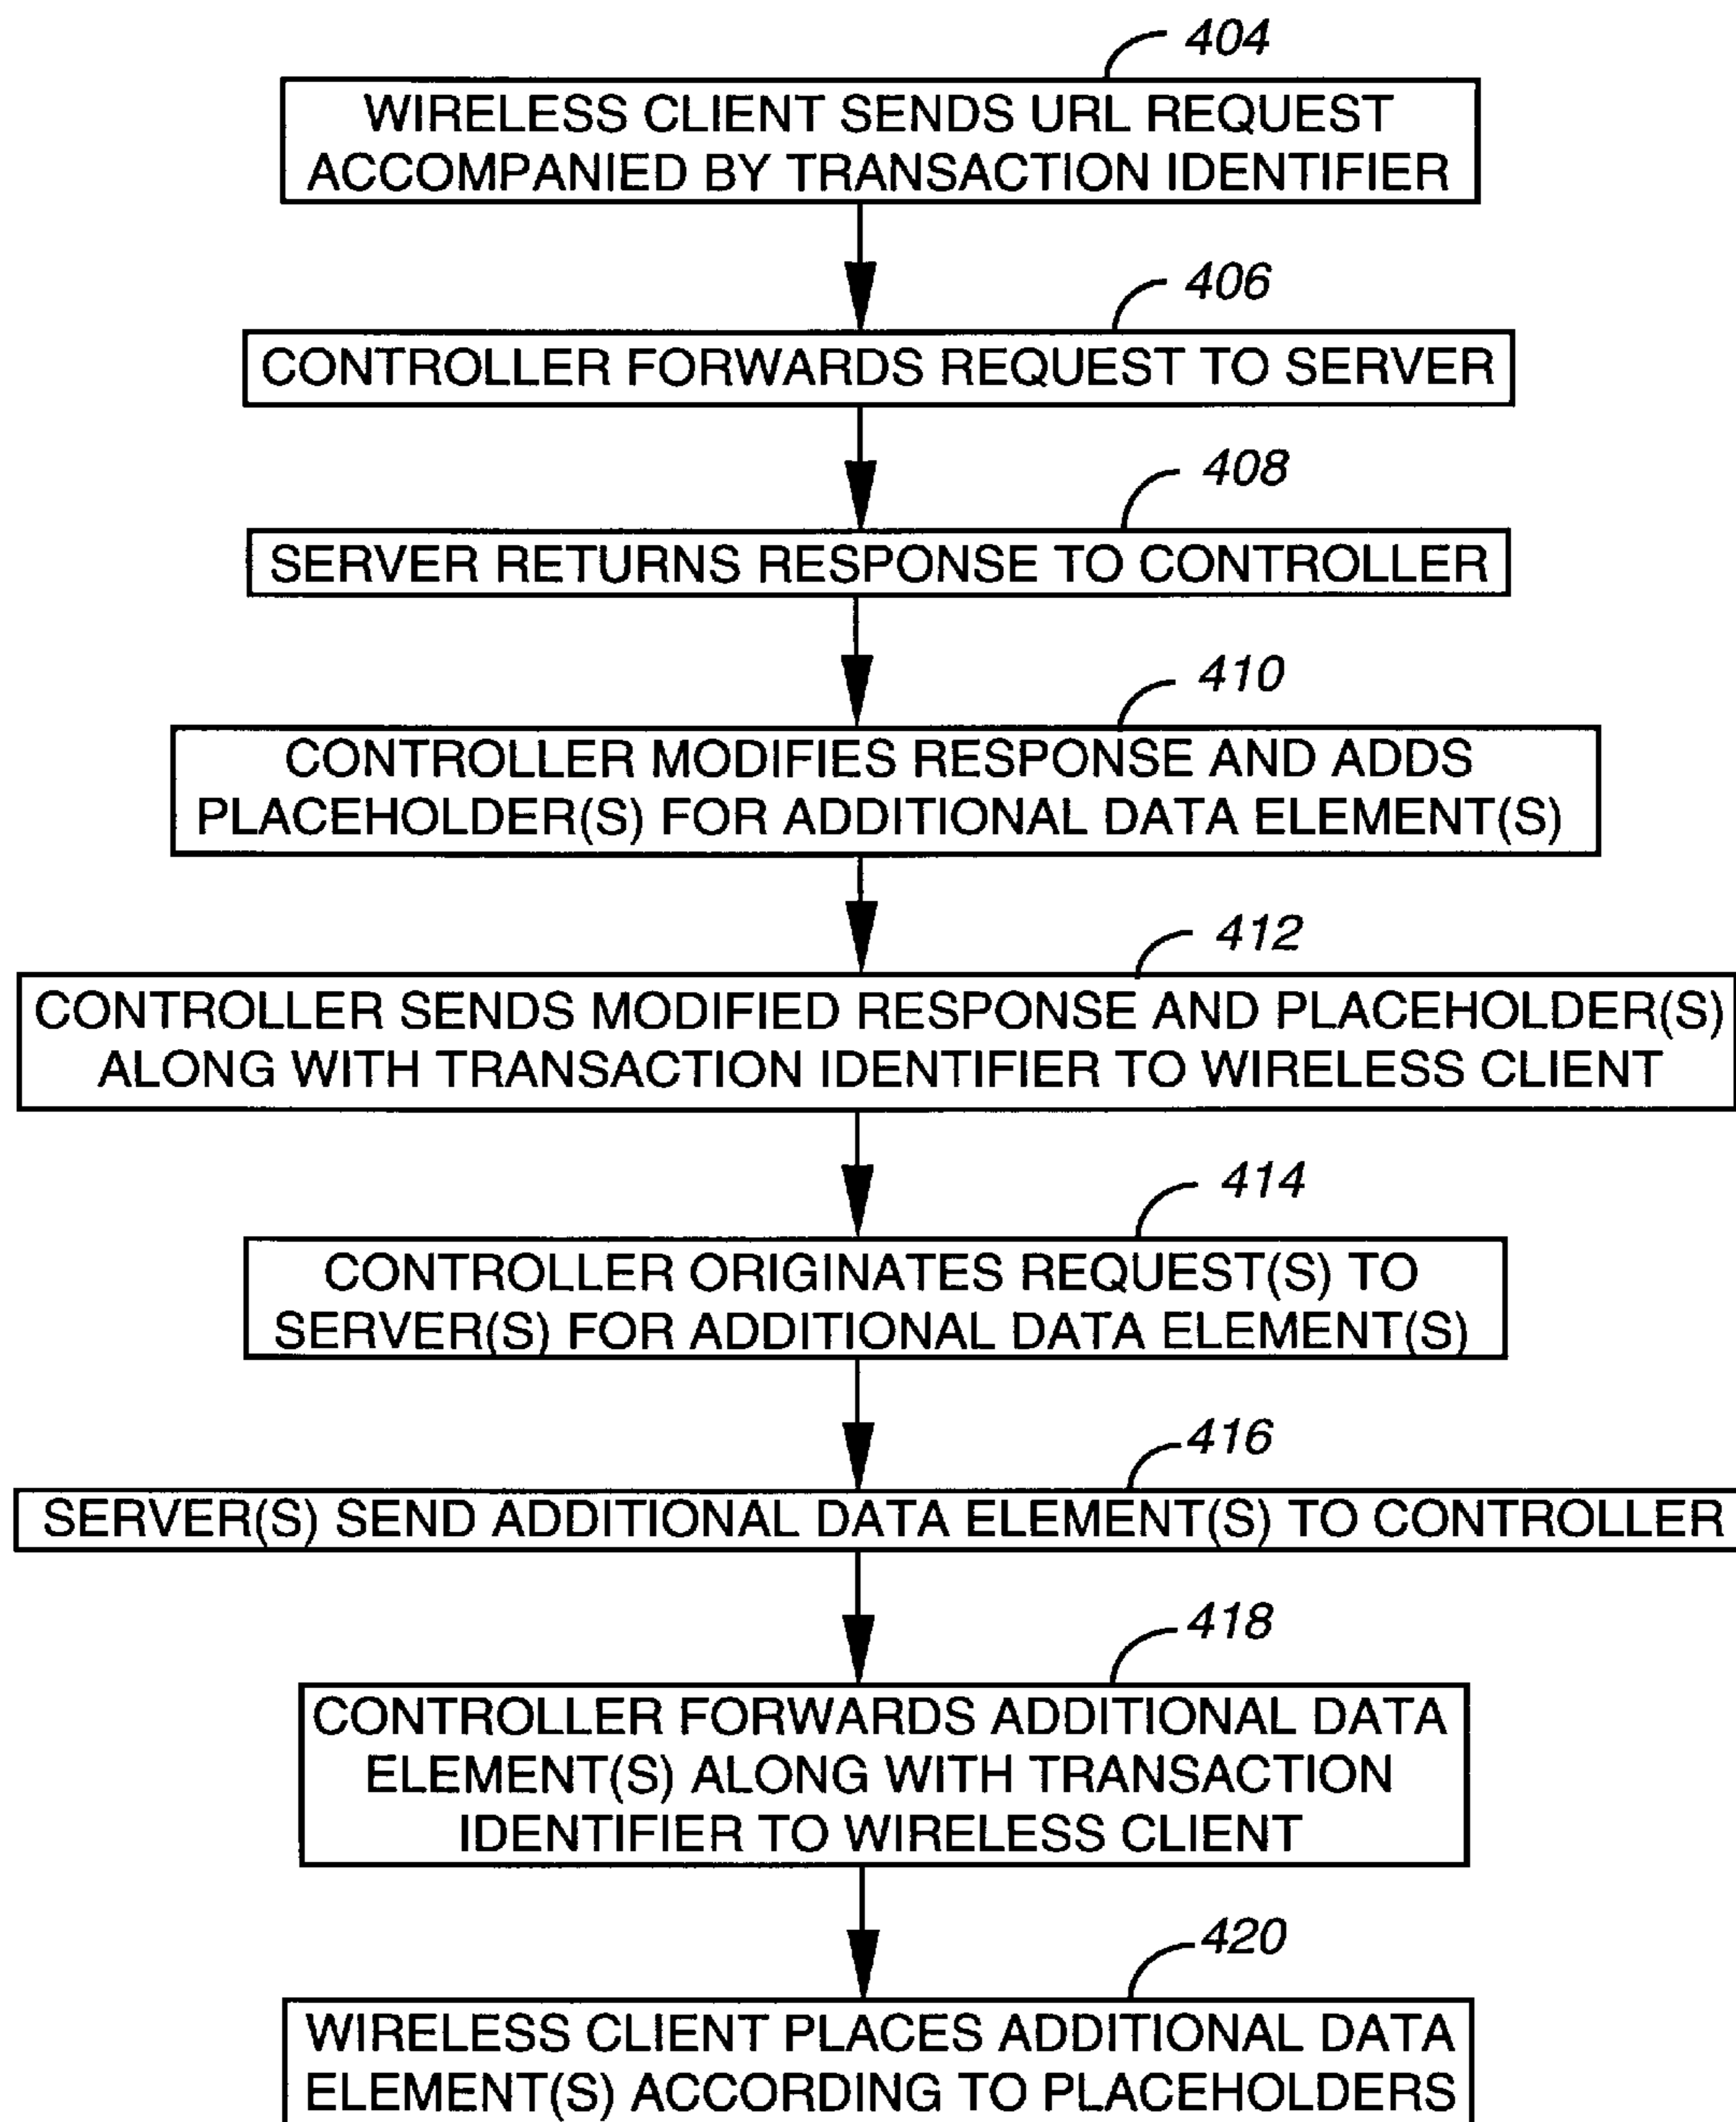 404
WIRELESS CLIENT SENDS URL REQUEST
ACCOMPANIED BY TRANSACTION IDENTIFIER
406
CONTROLLER FORWARDS REQUEST TO SERVER
408
SERVER RETURNS RESPONSE TO CONTROLLER
410
CONTROLLER MODIFIES RESPONSE AND ADDS
PLACEHOLDER(S) FOR ADDITIONAL DATA ELEMENT(S)
412
CONTROLLER SENDS MODIFIED RESPONSE AND PLACEHOLDER(S)
ALONG WITH TRANSACTION IDENTIFIER TO WIRELESS CLIENT
414
CONTROLLER ORIGINATES REQUEST(S) TO
SERVER(S) FOR ADDITIONAL DATA ELEMENT(S)
416
SERVER(S) SEND ADDITIONAL DATA ELEMENT(S) TO CONTROLLER
418
CONTROLLER FORWARDS ADDITIONAL DATA
ELEMENT(S) ALONG WITH TRANSACTION
IDENTIFIER TO WIRELESS CLIENT
420
WIRELESS CLIENT PLACES ADDITIONAL DATA
ELEMENT(S) ACCORDING TO PLACEHOLDERS